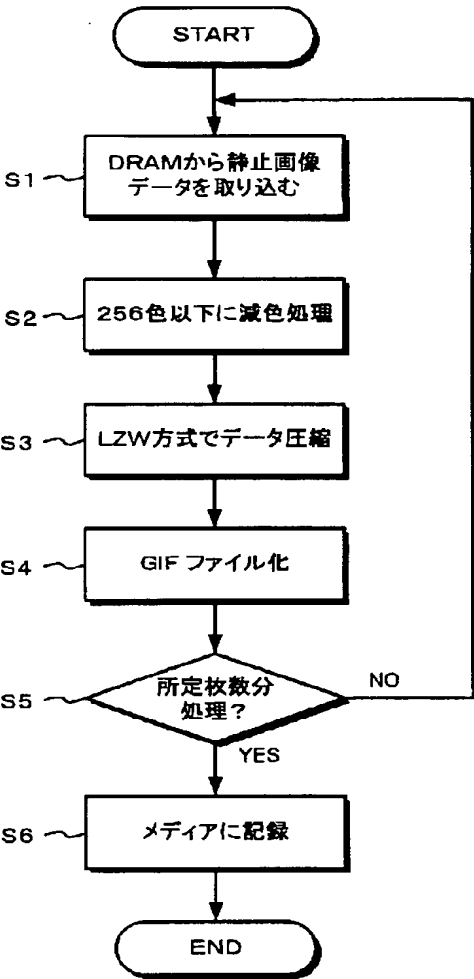 START
S1
DRAMから静止画像
データを取り込む
S2
256色以下に減色処理
S3
LZW方式でデータ圧縮
S4
GIF ファイル化
S5
所定枚数分
処理?
NO
YES
S6
メディアに記録
END